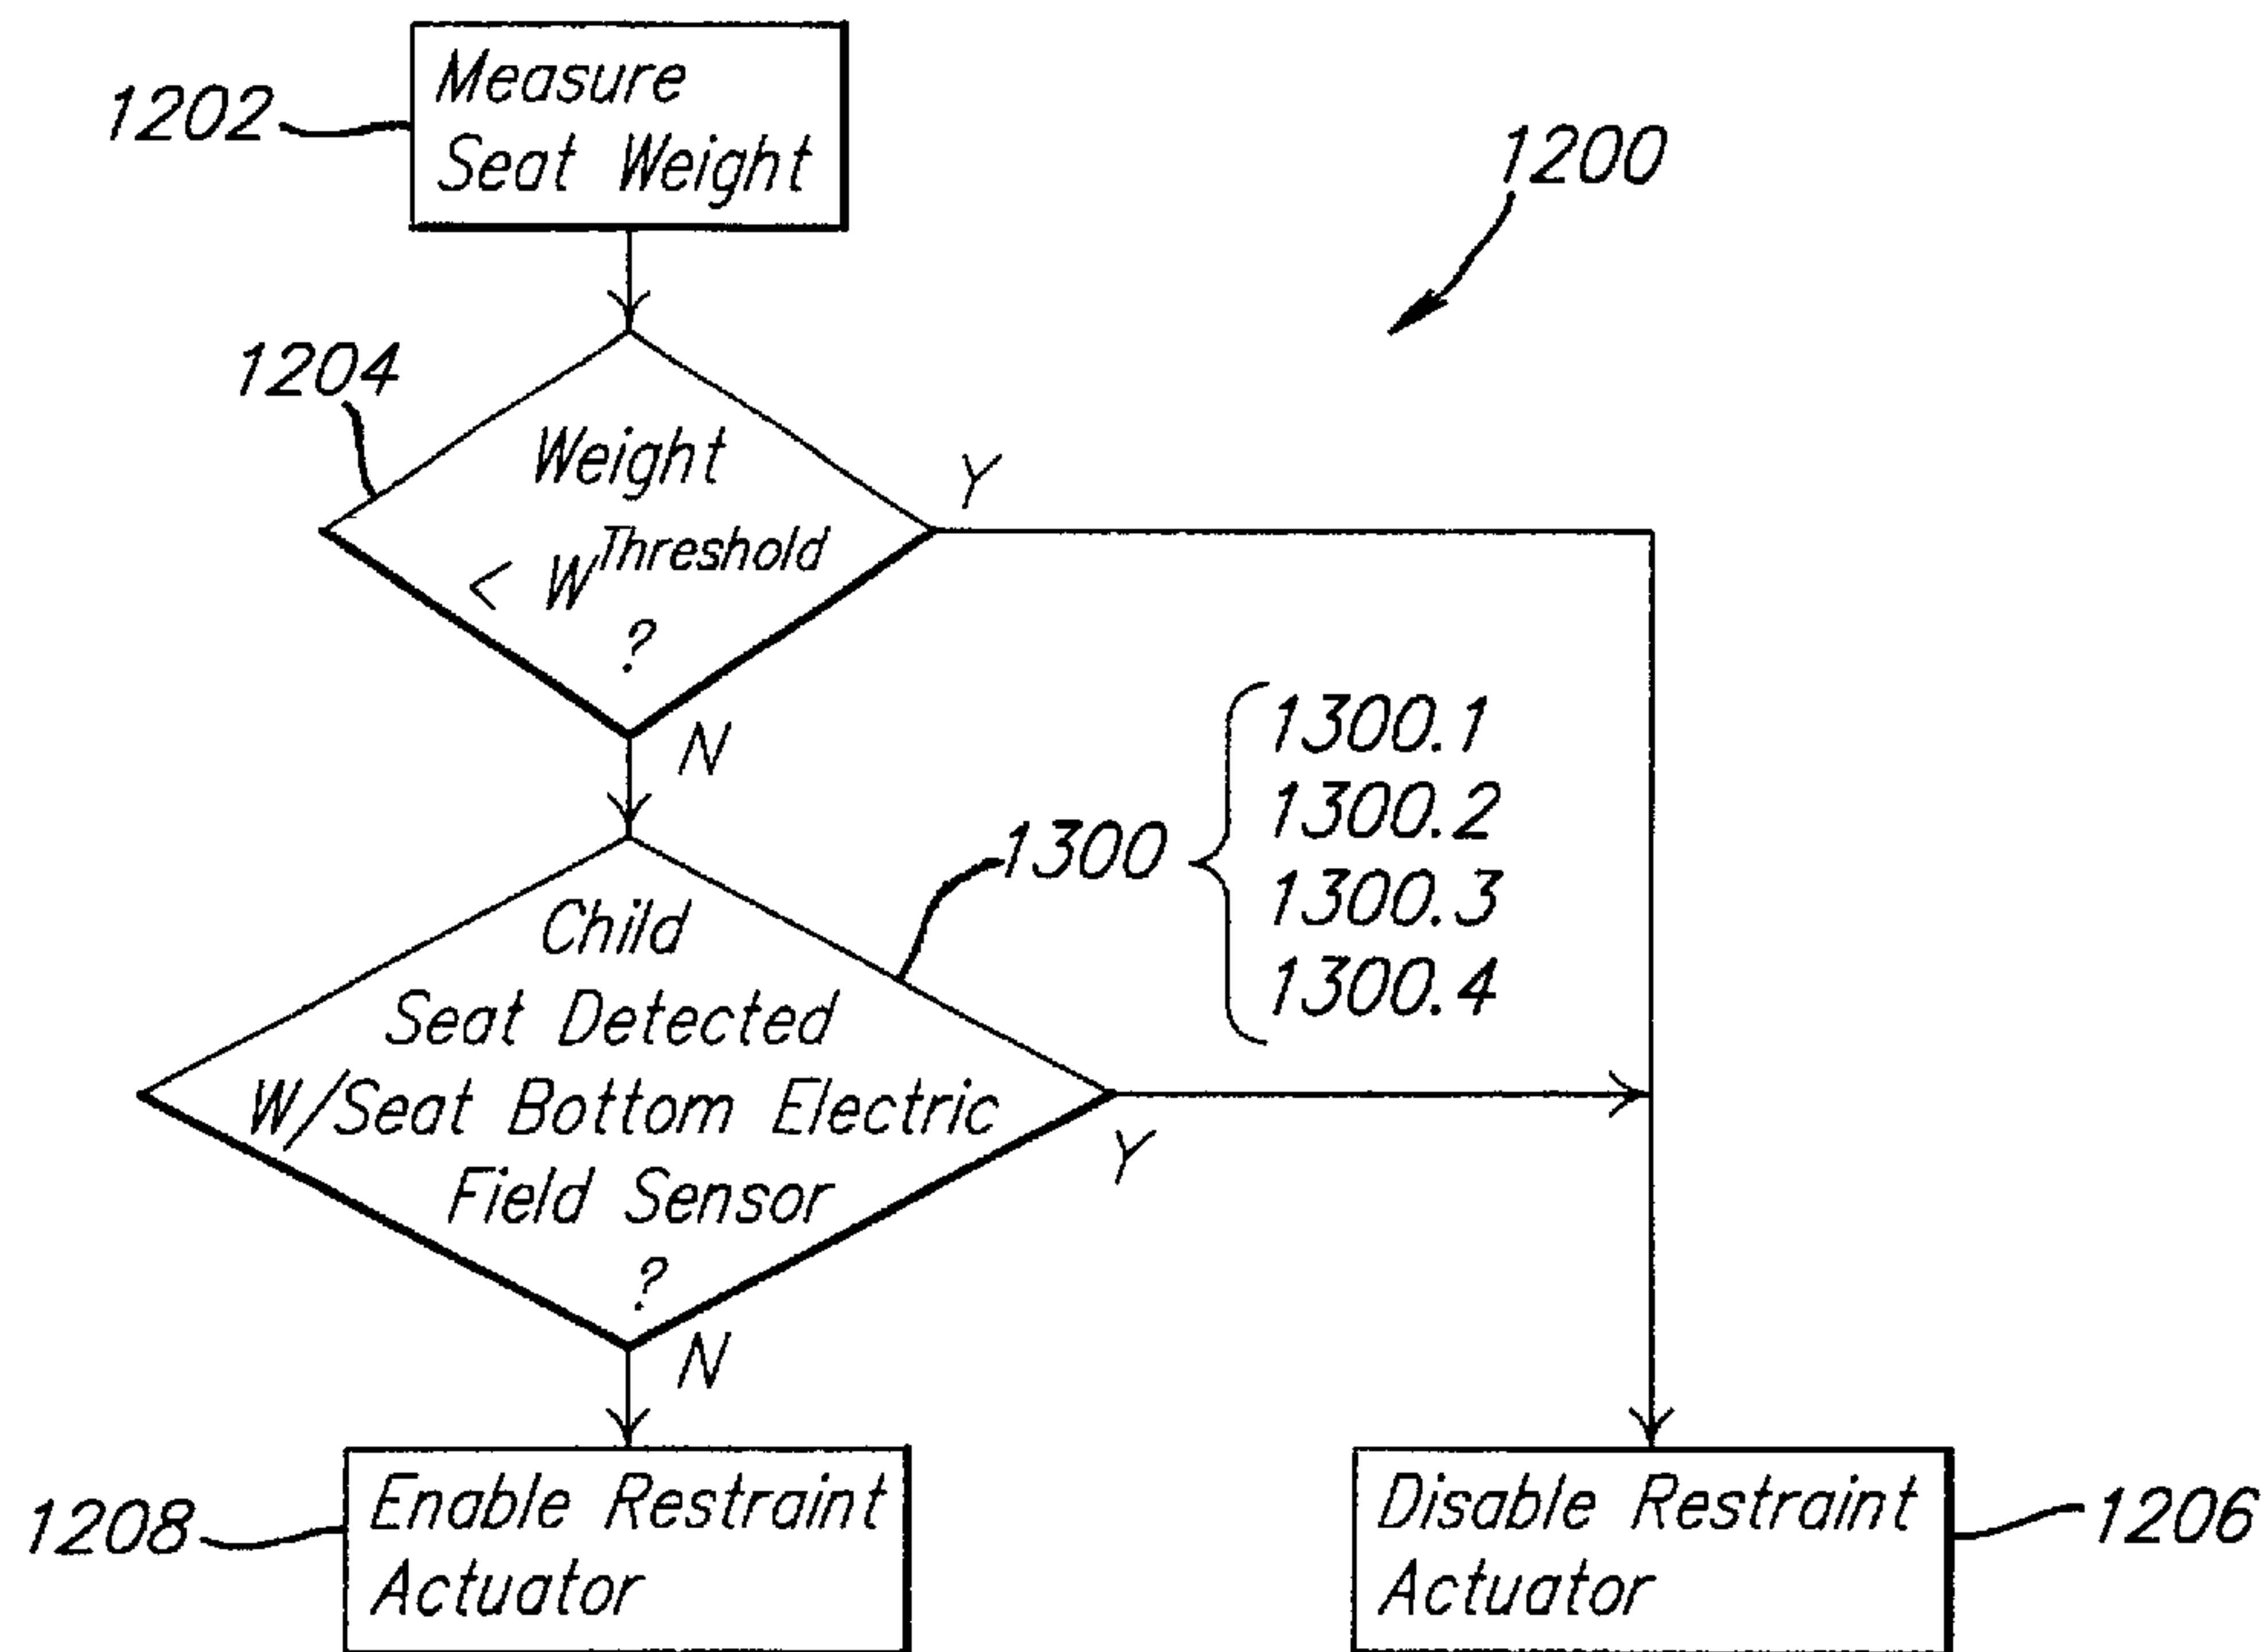 Measure
Seat Weight
1202
1200
1204
Weight
< W^Threshold
?
Y
N
1300
1300.1
1300.2
1300.3
1300.4
Child
Seat Detected
W/Seat Bottom Electric
Field Sensor
?
Y
N
1208
Enable Restraint
Actuator
Disable Restraint
Actuator
1206